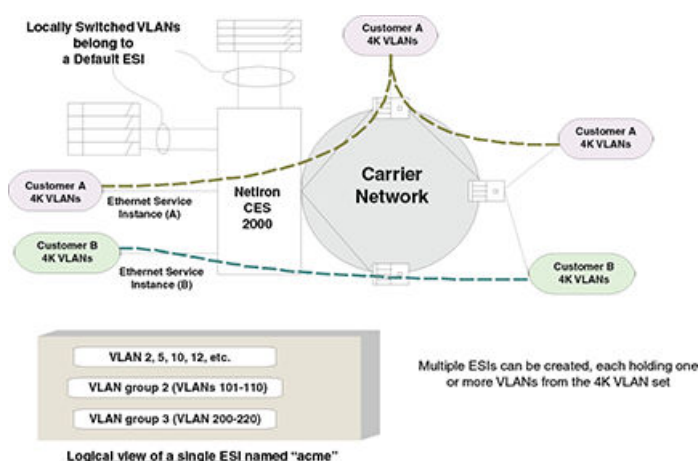 Locally Switched VLANs
belong to
a Default ESI
Customer A
4K VLANs
Customer A
4K VLANs
Customer A
4K VLANs
Ethernet Service
Instance (A)
NetIron
CES
2000
Carrier
Network
Customer B
4K VLANs
Ethernet Service
Instance (B)
Customer B
4K VLANs
VLAN 2, 5, 10, 12, etc.
VLAN group 2 (VLANs 101-110)
VLAN group 3 (VLAN 200-220)
Multiple ESIs can be created, each holding one
or more VLANs from the 4K VLAN set
Logical view of a single ESI named "acme"